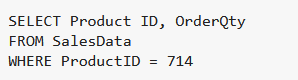 SELECT Product ID, OrderQty
FROM SalesData
WHERE ProductID = 714